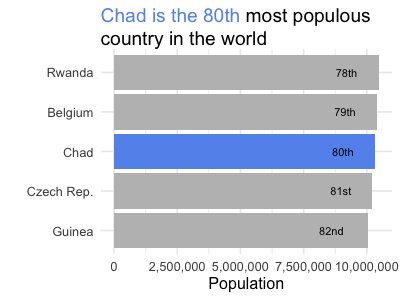 Chad is the 80th most populous
country in the world
Rwanda 78th
Belgium 79th
Chad 80th
Czech Rep. 81st
Guinea 82nd
0 2,500,000 5,000,000 7,500,000 10,000,000
Population